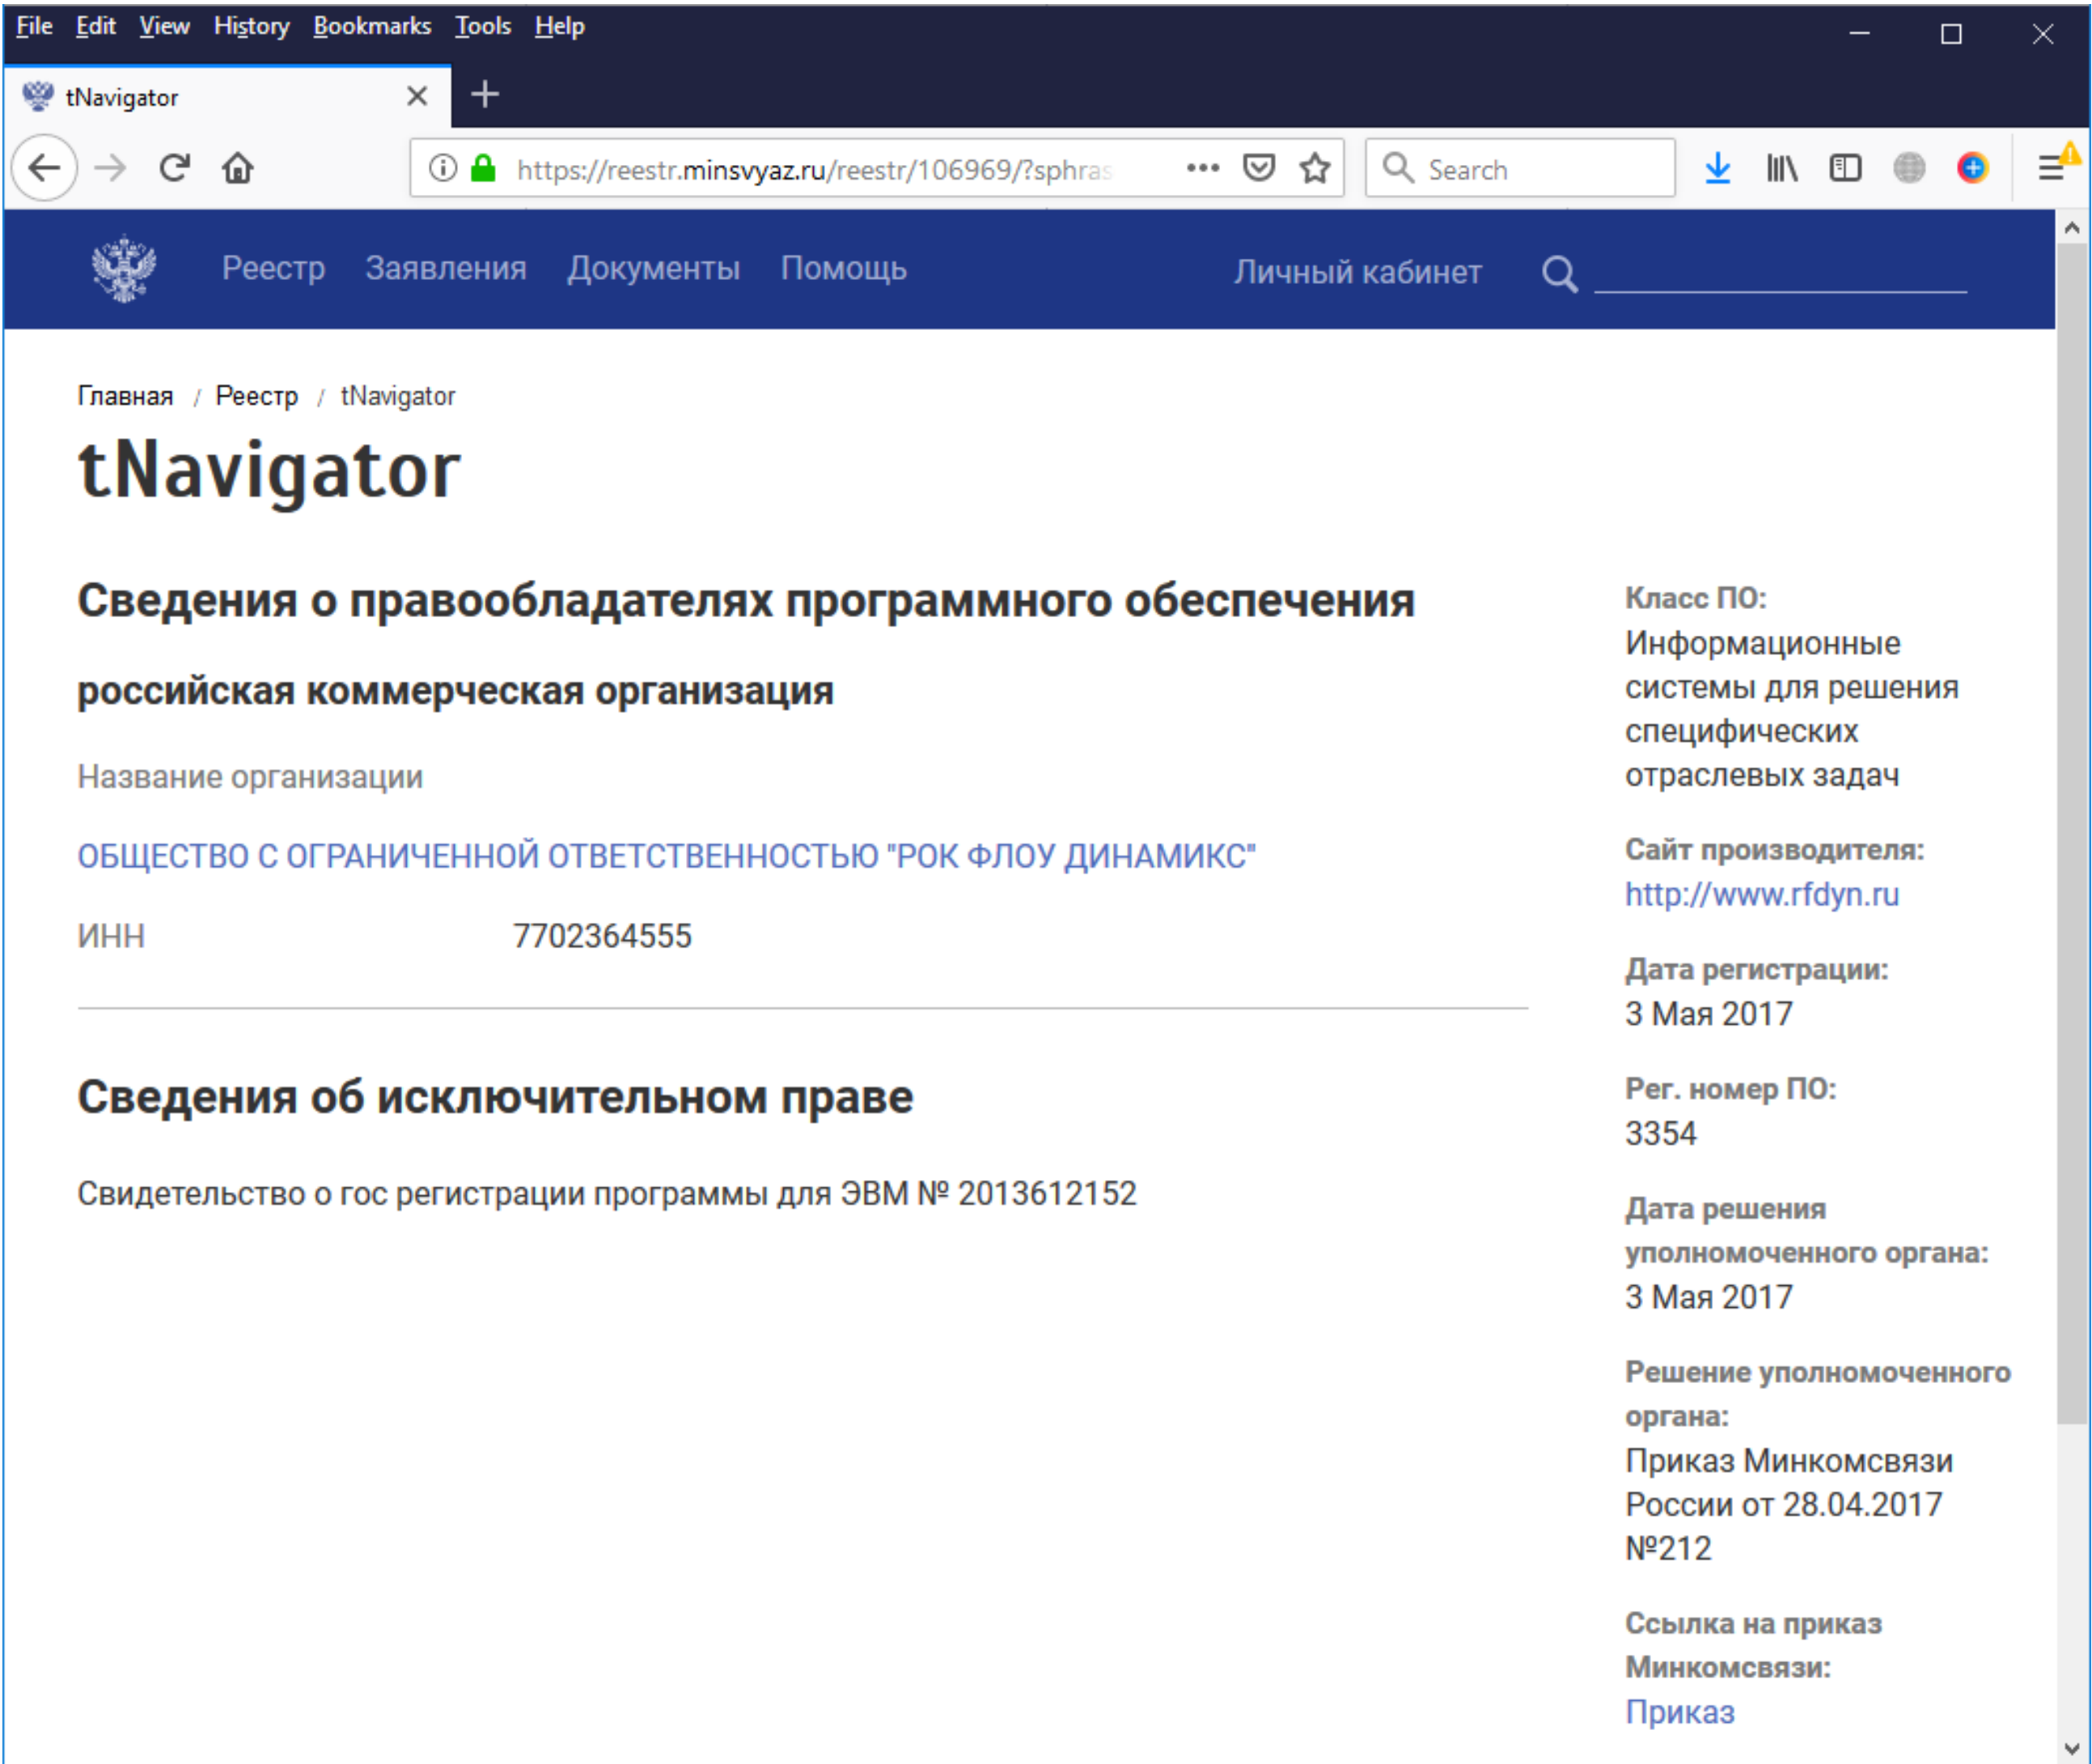 File Edit View History Bookmarks Tools Help
tNavigator
https://reestr.minsvyaz.ru/reestr/106969/?sphras
Search
Реестр Заявления Документы Помощь Личный кабинет
Главная / Реестр / tNavigator
tNavigator
Сведения о правообладателях программного обеспечения
российская коммерческая организация
Название организации
ОБЩЕСТВО С ОГРАНИЧЕННОЙ ОТВЕТСТВЕННОСТЬЮ "РОК ФЛОУ ДИНАМИКС"
ИНН 7702364555
Сведения об исключительном праве
Свидетельство о гос регистрации программы для ЭВМ № 2013612152
Класс ПО:
Информационные
системы для решения
специфических
отраслевых задач
Сайт производителя:
http://www.rfdyn.ru
Дата регистрации:
3 Мая 2017
Рег. номер ПО:
3354
Дата решения
уполномоченного органа:
3 Мая 2017
Решение уполномоченного
органа:
Приказ Минкомсвязи
России от 28.04.2017
№212
Ссылка на приказ
Минкомсвязи:
Приказ